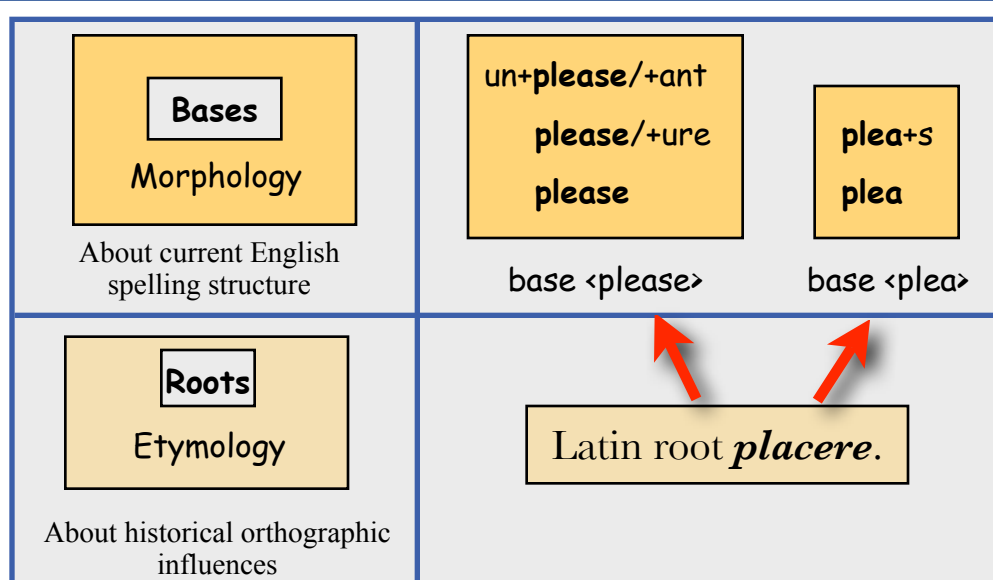 Bases
Morphology
About current English
spelling structure
un+please/+ant
please/+ure
please
base <please>
plea+s
plea
base <plea>
Roots
Etymology
About historical orthographic
influences
Latin root placere.